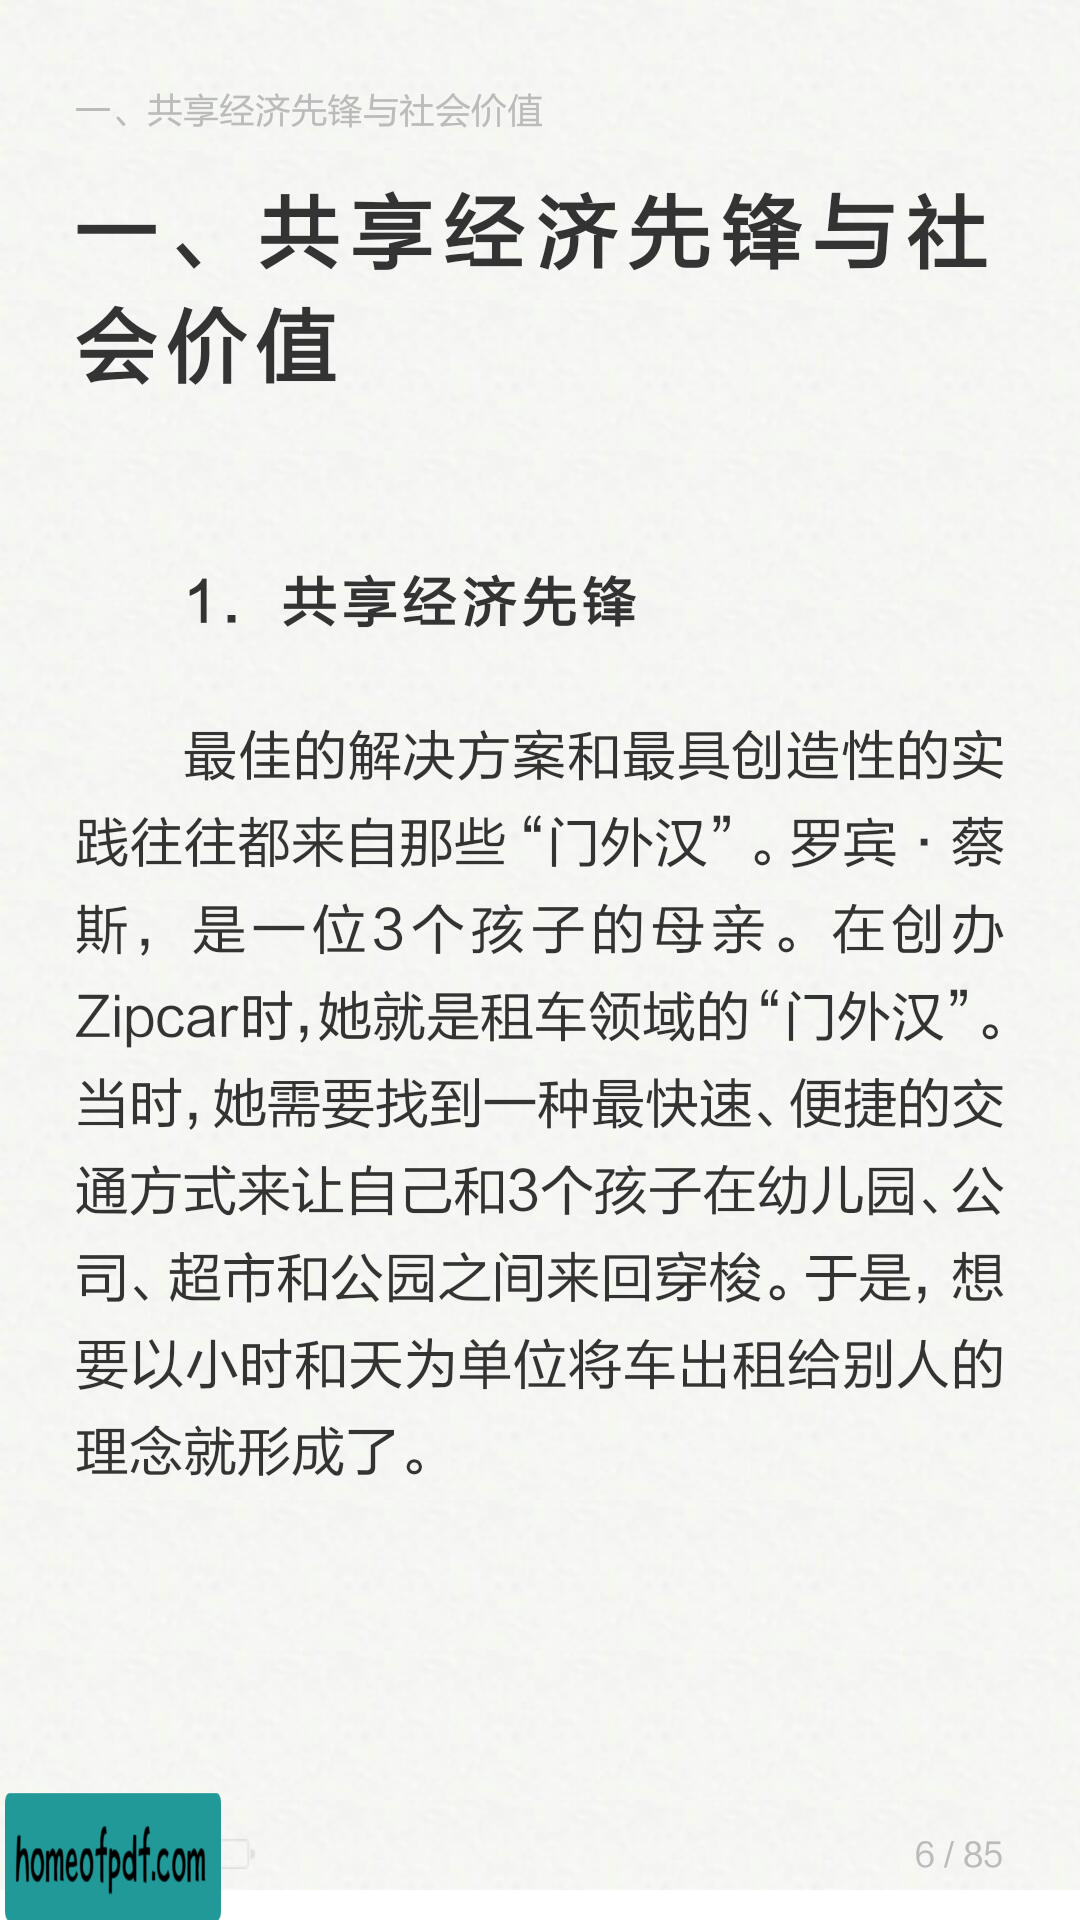 一、共享经济先锋与社会价值
一、共享经济先锋与社
会价值
1. 共享经济先锋
最佳的解决方案和最具创造性的实
践往往都来自那些“门外汉”。罗宾·蔡
斯，是一位3个孩子的母亲。在创办
Zipcar时,她就是租车领域的“门外汉”。
当时,她需要找到一种最快速、便捷的交
通方式来让自己和3个孩子在幼儿园、公
司、超市和公园之间来回穿梭。于是，想
要以小时和天为单位将车出租给别人的
理念就形成了。
homeofpdf.com
6 / 85